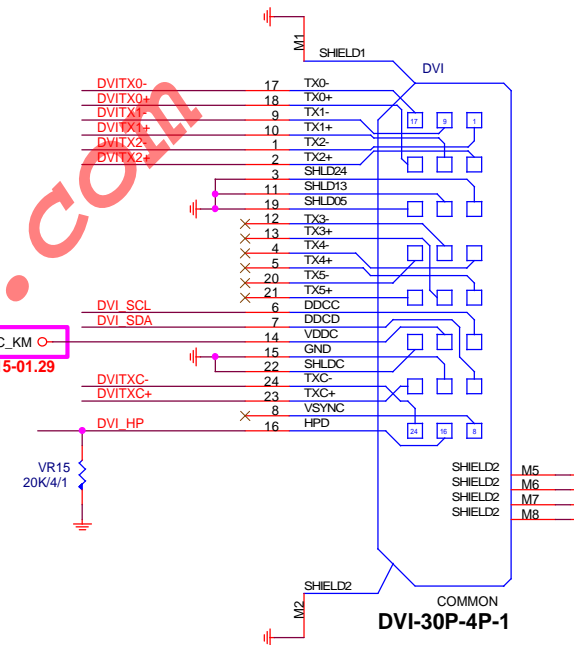 M1
SHIELD1
DVI
DVITX0- 17 TX0-
DVITX0+ 18 TX0+
DVITX1- 9 TX1-
DVITX1+ 10 TX1+
DVITX2- 1 TX2-
DVITX2+ 2 TX2+
3 SHLD24
11 SHLD13
19 SHLD05
12 TX3-
13 TX3+
4 TX4-
5 TX4+
20 TX5-
21 TX5+
DVI_SCL 6 DDCC
DVI_SDA 7 DDCD
C_KM 14 VDDC
5-01.29
15 GND
22 SHLDC
DVITXC- 24 TXC-
DVITXC+ 23 TXC+
8 VSYNC
DVI_HP 16 HPD
17 9 1
24 16 8
VR15
20K/4/1
SHIELD2 M5
SHIELD2 M6
SHIELD2 M7
SHIELD2 M8
SHIELD2
M2
COMMON
DVI-30P-4P-1
.com